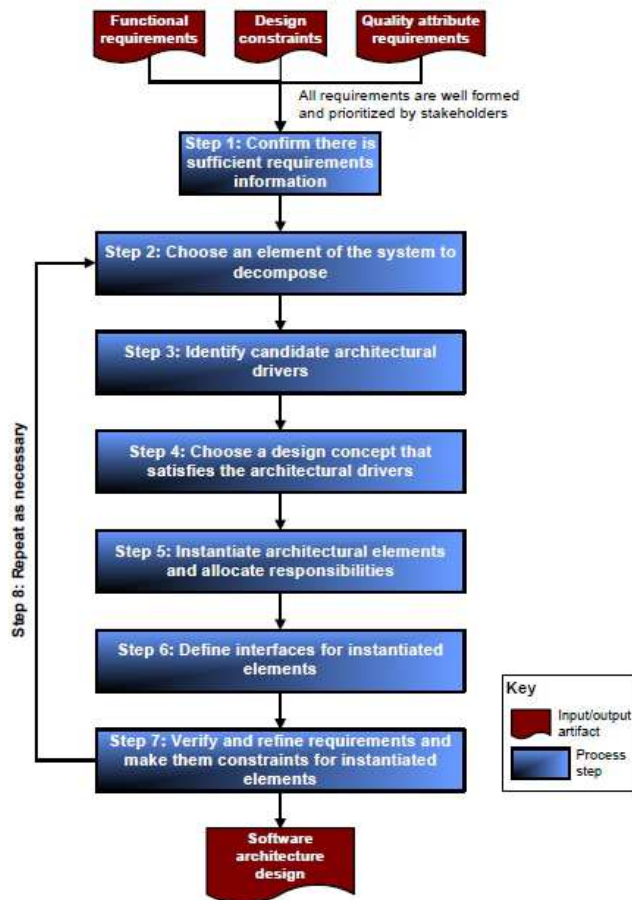 Functional
requirements
Design
constraints
Quality attribute
requirements
All requirements are well formed
and prioritized by stakeholders
Step 1: Confirm there is
sufficient requirements
information
Step 2: Choose an element of the system to
decompose
Step 3: Identify candidate architectural
drivers
Step 4: Choose a design concept that
satisfies the architectural drivers
Step 5: Instantiate architectural elements
and allocate responsibilities
Step 6: Define interfaces for instantiated
elements
Step 7: Verify and refine requirements and
make them constraints for instantiated
elements
Step 8: Repeat as necessary
Software
architecture
design
Key
Input/output
artifact
Process
step